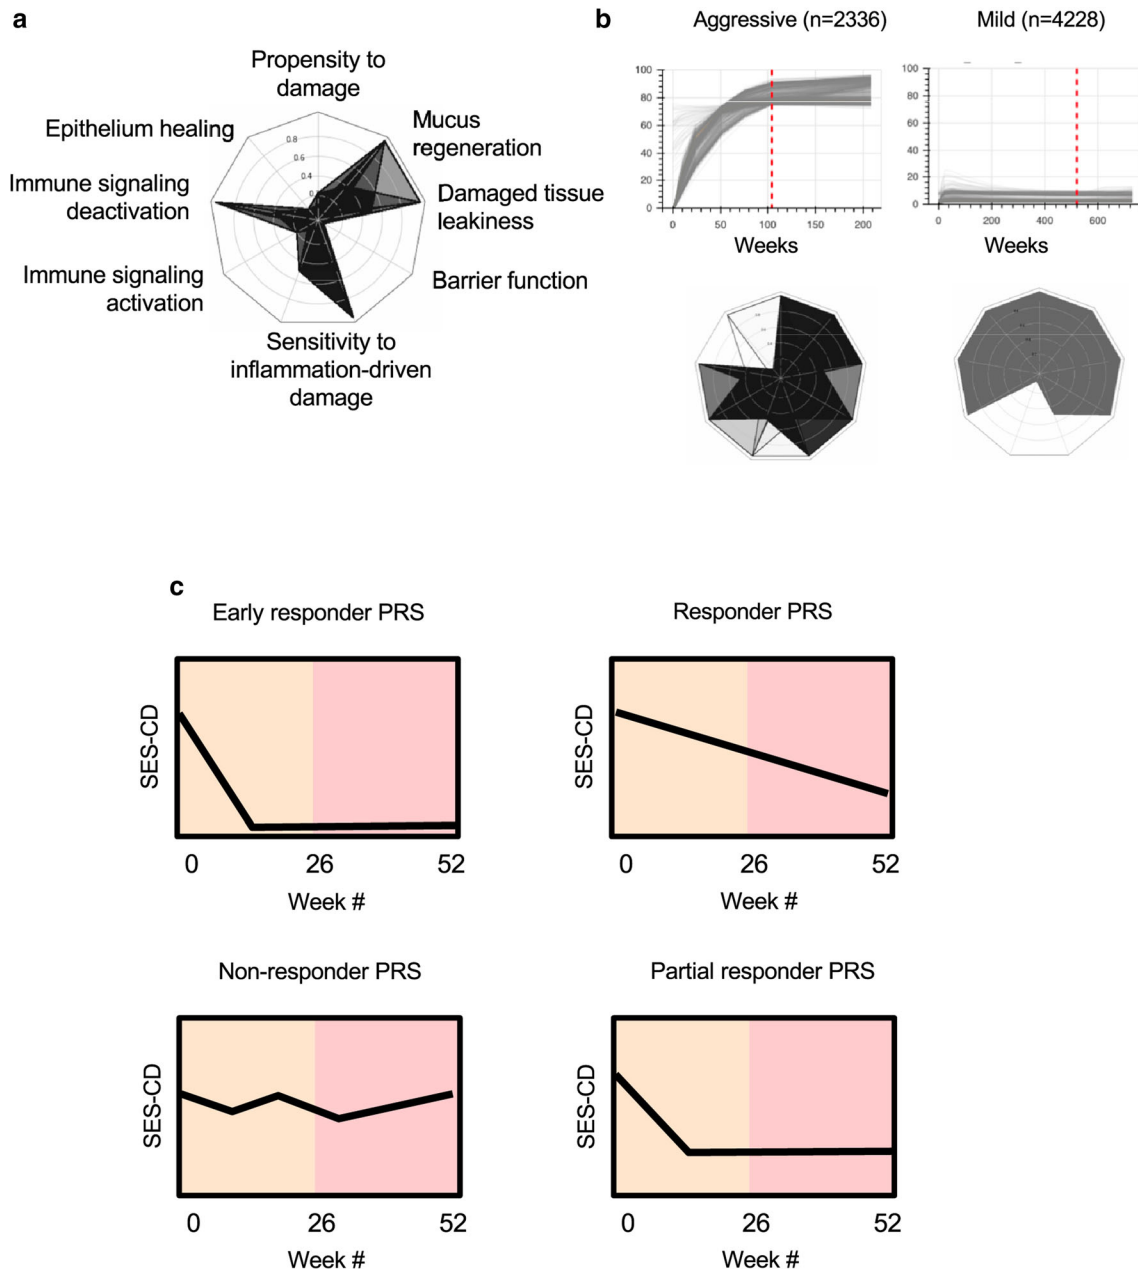 a
Propensity to
damage
Epithelium healing
Mucus
regeneration
Immune signaling
deactivation
Damaged tissue
leakiness
Immune signaling
activation
Barrier function
Sensitivity to
inflammation-driven
damage
0.8
0.6
0.4
b
Aggressive (n=2336)
Mild (n=4228)
100
80
60
40
20
0
0 50 100 150 200
Weeks
100
80
60
40
20
0
0 200 400 600
Weeks
c
Early responder PRS
SES-CD
0 26 52
Week #
Responder PRS
SES-CD
0 26 52
Week #
Non-responder PRS
SES-CD
0 26 52
Week #
Partial responder PRS
SES-CD
0 26 52
Week #